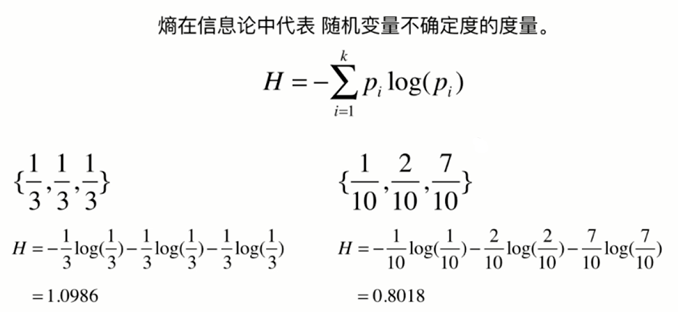 熵在信息论中代表 随机变量不确定度的度量。
H = -\sum_{i=1}^{k} p_i \log(p_i)
{\frac{1}{3}, \frac{1}{3}, \frac{1}{3}}
H = -\frac{1}{3}\log(\frac{1}{3}) - \frac{1}{3}\log(\frac{1}{3}) - \frac{1}{3}\log(\frac{1}{3})
= 1.0986
{\frac{1}{10}, \frac{2}{10}, \frac{7}{10}}
H = -\frac{1}{10}\log(\frac{1}{10}) - \frac{2}{10}\log(\frac{2}{10}) - \frac{7}{10}\log(\frac{7}{10})
= 0.8018